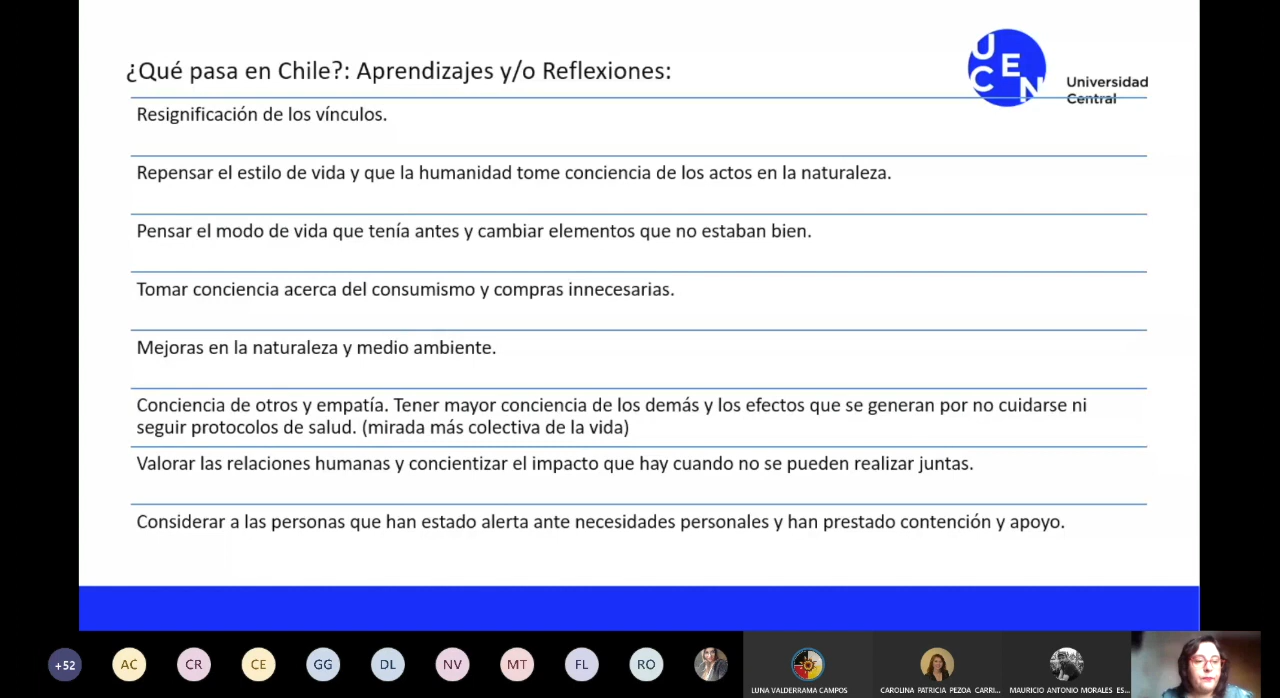 ¿Qué pasa en Chile?: Aprendizajes y/o Reflexiones:
U
C E
N
Universidad
Central
Resignificación de los vínculos.
Repensar el estilo de vida y que la humanidad tome conciencia de los actos en la naturaleza.
Pensar el modo de vida que tenía antes y cambiar elementos que no estaban bien.
Tomar conciencia acerca del consumismo y compras innecesarias.
Mejoras en la naturaleza y medio ambiente.
Conciencia de otros y empatía. Tener mayor conciencia de los demás y los efectos que se generan por no cuidarse ni
seguir protocolos de salud. (mirada más colectiva de la vida)
Valorar las relaciones humanas y concientizar el impacto que hay cuando no se pueden realizar juntas.
Considerar a las personas que han estado alerta ante necesidades personales y han prestado contención y apoyo.
+52 AC CR CE GG DL NV MT FL RO
LUNA VALDERRAMA CAMPOS
CAROLINA PATRICIA PEZOA CARRI...
MAURICIO ANTONIO MORALES ES...